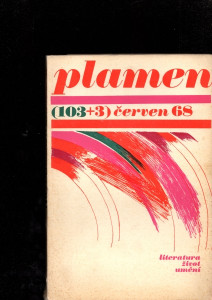 plamen
(103+3) červen 68
literatura
život
umění